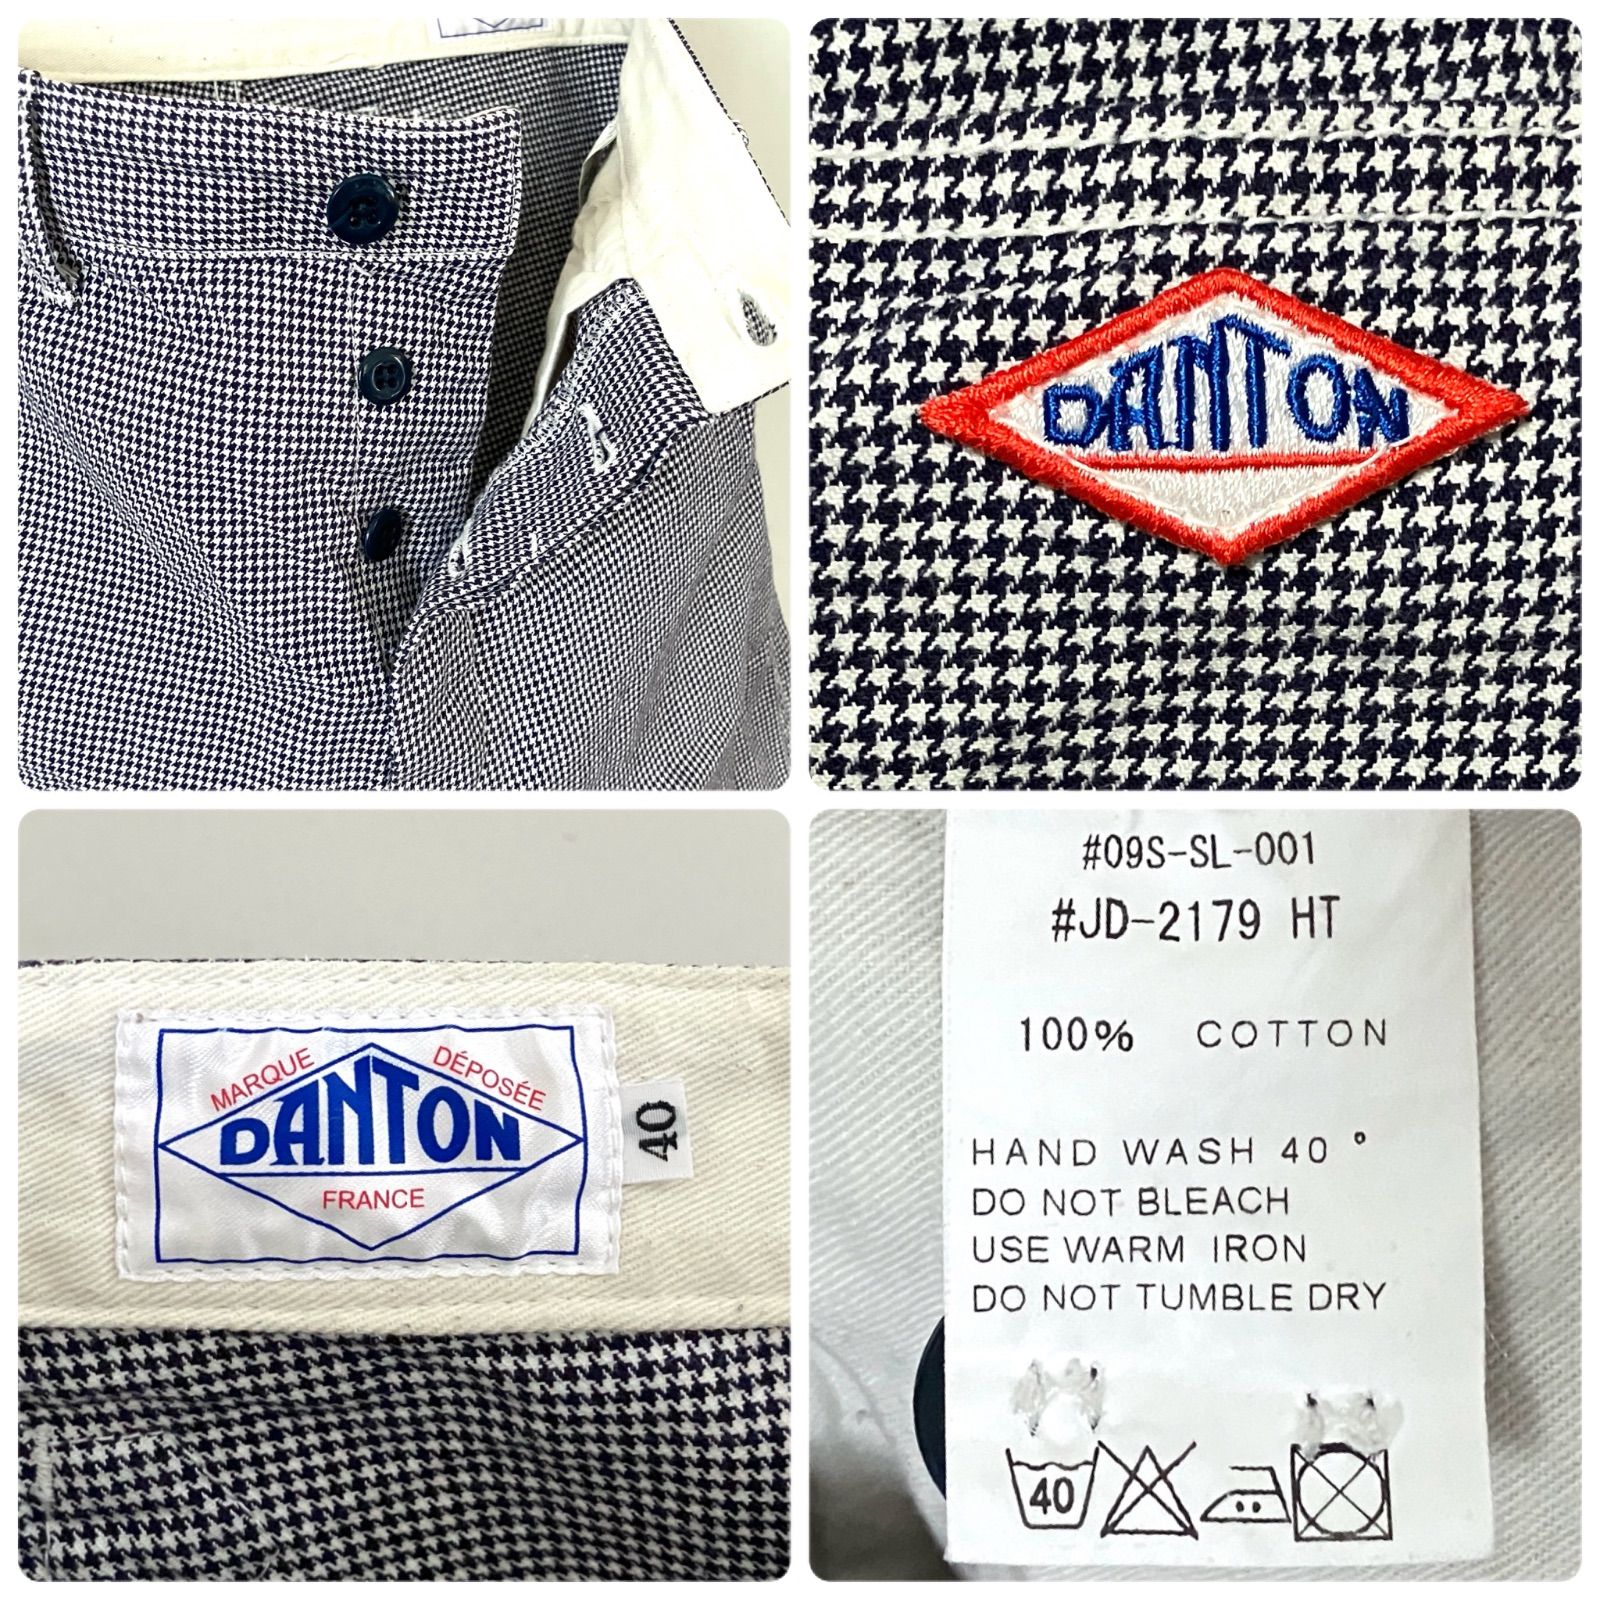 DANTON
MARQUE DÉPOSÉE
DANTON
FRANCE
40
#09S-SL-001
#JD-2179 HT
100% COTTON
HAND WASH 40 °
DO NOT BLEACH
USE WARM IRON
DO NOT TUMBLE DRY
40